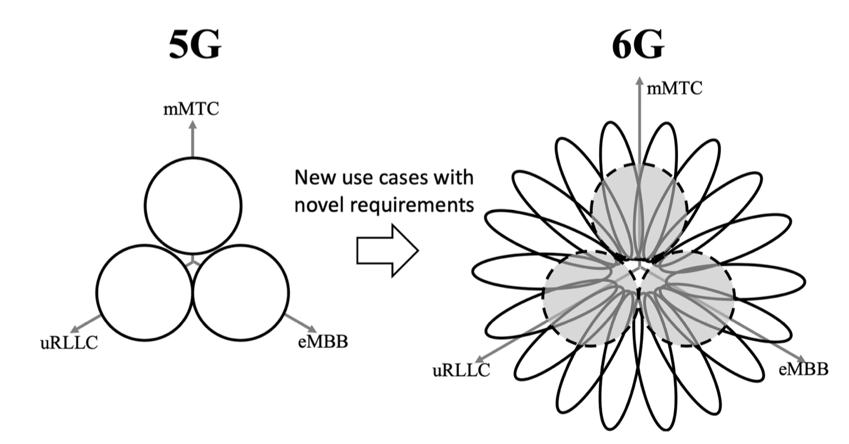 5G
6G
mMTC
mMTC
New use cases with
novel requirements
uRLLC
eMBB
uRLLC
eMBB